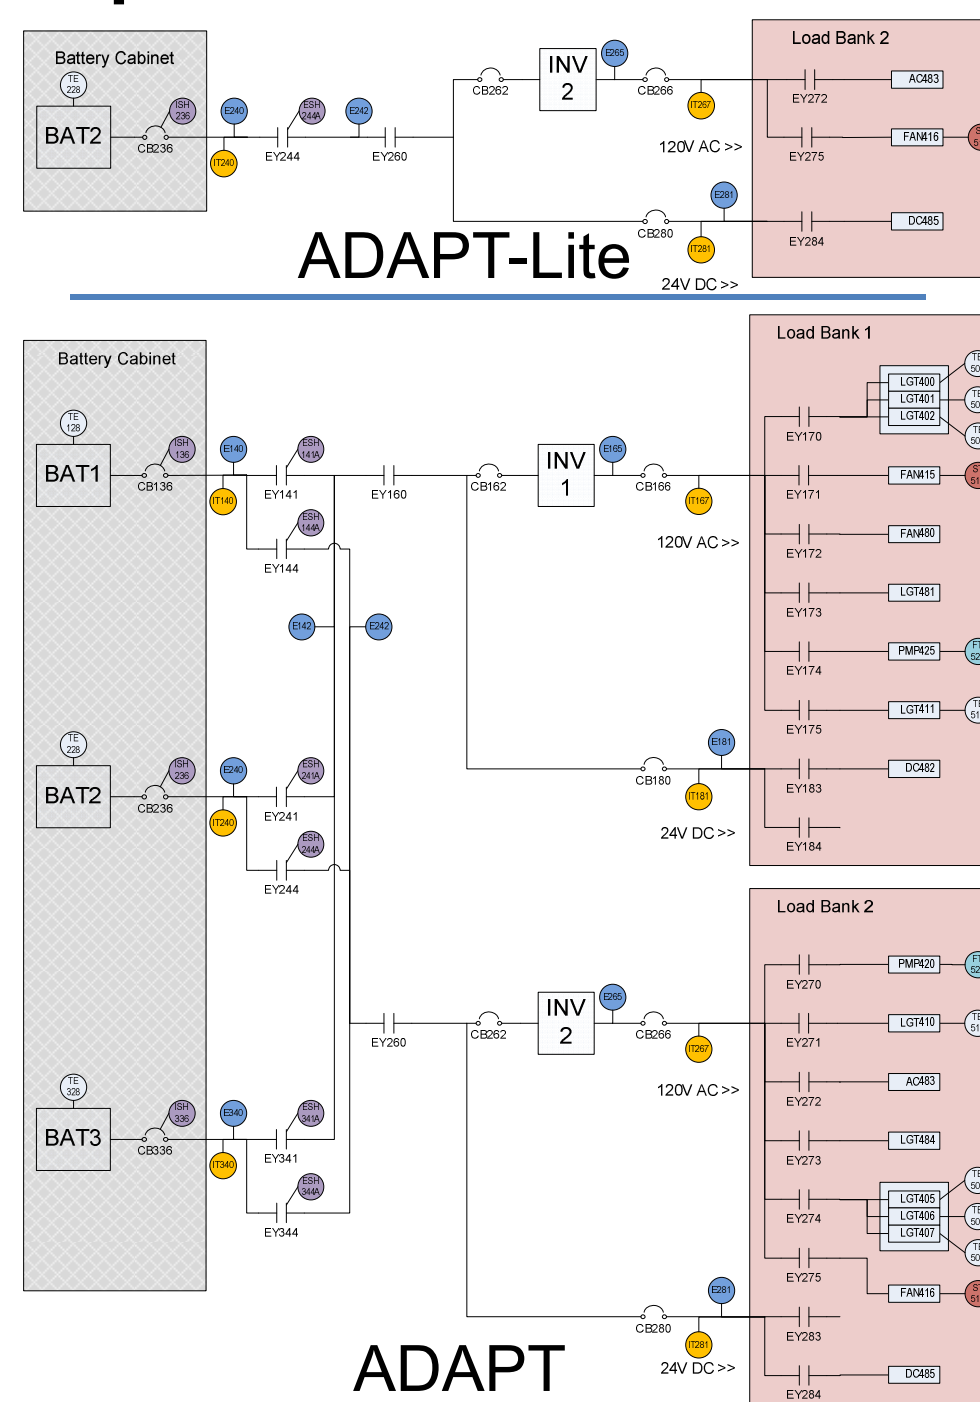 Battery Cabinet
TE
228
BAT2
ISH
236
CB236
E240
IT240
ESH
244A
EY244
E242
EY260
CB262
INV
2
E265
CB266
IT267
120V AC >>
CB280
E281
IT281
24V DC >>
Load Bank 2
EY272
AC483
EY275
FAN416
EY284
DC485
ADAPT-Lite
Battery Cabinet
TE
128
BAT1
ISH
136
CB136
E140
IT140
ESH
141A
EY141
ESH
144A
EY144
E142
E242
EY160
CB162
INV
1
E165
CB166
IT167
120V AC >>
CB180
E181
IT181
24V DC >>
Load Bank 1
EY170
LGT400
LGT401
LGT402
EY171
FAN415
EY172
FAN480
EY173
LGT481
EY174
PMP425
EY175
LGT411
EY183
DC482
EY184
TE
228
BAT2
ISH
236
CB236
E240
IT240
ESH
241A
EY241
ESH
244A
EY244
TE
328
BAT3
ISH
336
CB336
E340
IT340
ESH
341A
EY341
ESH
344A
EY344
EY260
CB262
INV
2
E265
CB266
IT267
120V AC >>
CB280
E281
IT281
24V DC >>
Load Bank 2
EY270
PMP420
EY271
LGT410
EY272
AC483
EY273
LGT484
EY274
LGT405
LGT406
LGT407
EY275
FAN416
EY283
EY284
DC485
ADAPT